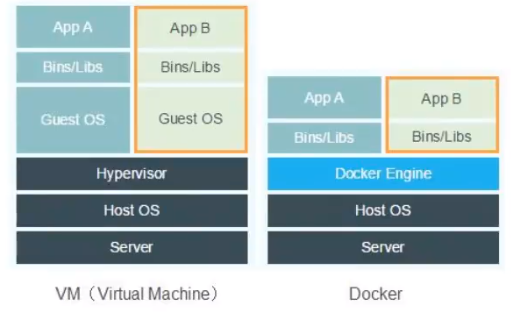 App A
App B
Bins/Libs
Bins/Libs
Guest OS
Guest OS
Hypervisor
Host OS
Server
VM（Virtual Machine）
App A
App B
Bins/Libs
Bins/Libs
Docker Engine
Host OS
Server
Docker